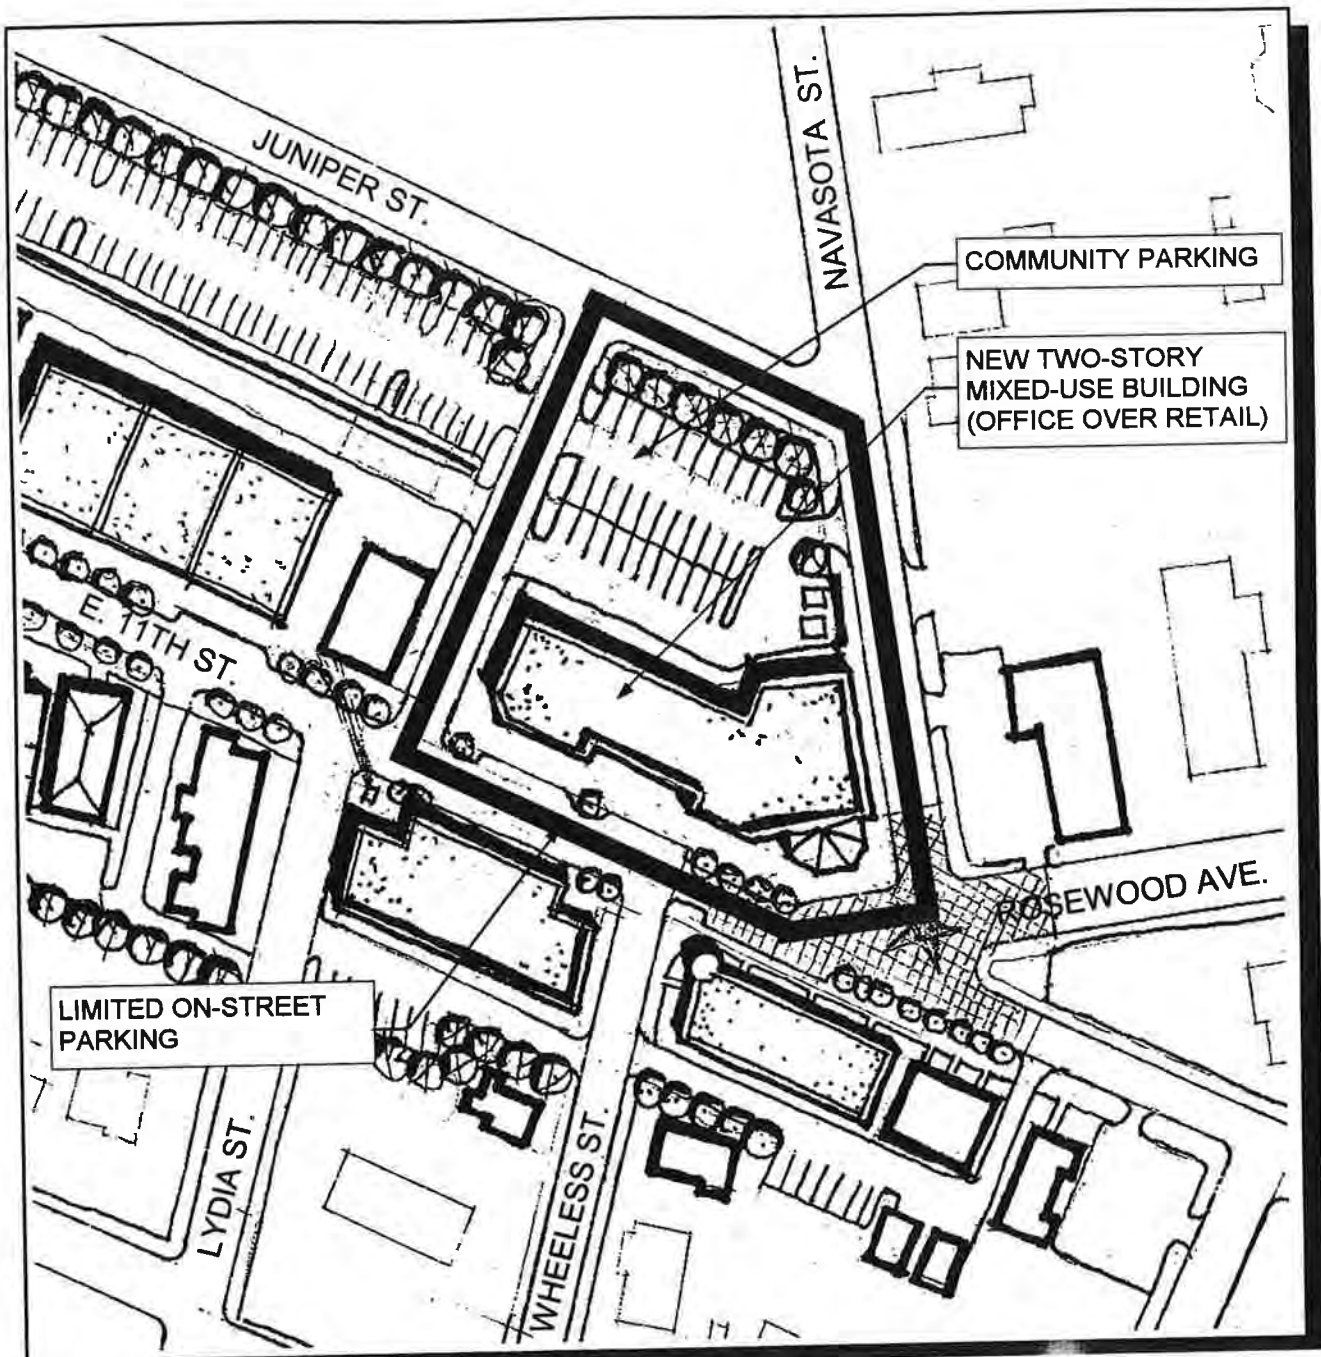 JUNIPER ST.
NAVASOTA ST.
COMMUNITY PARKING
NEW TWO-STORY
MIXED-USE BUILDING
(OFFICE OVER RETAIL)
E. 11TH ST.
ROSEWOOD AVE.
LIMITED ON-STREET
PARKING
LYDIA ST.
WHEELESS ST.